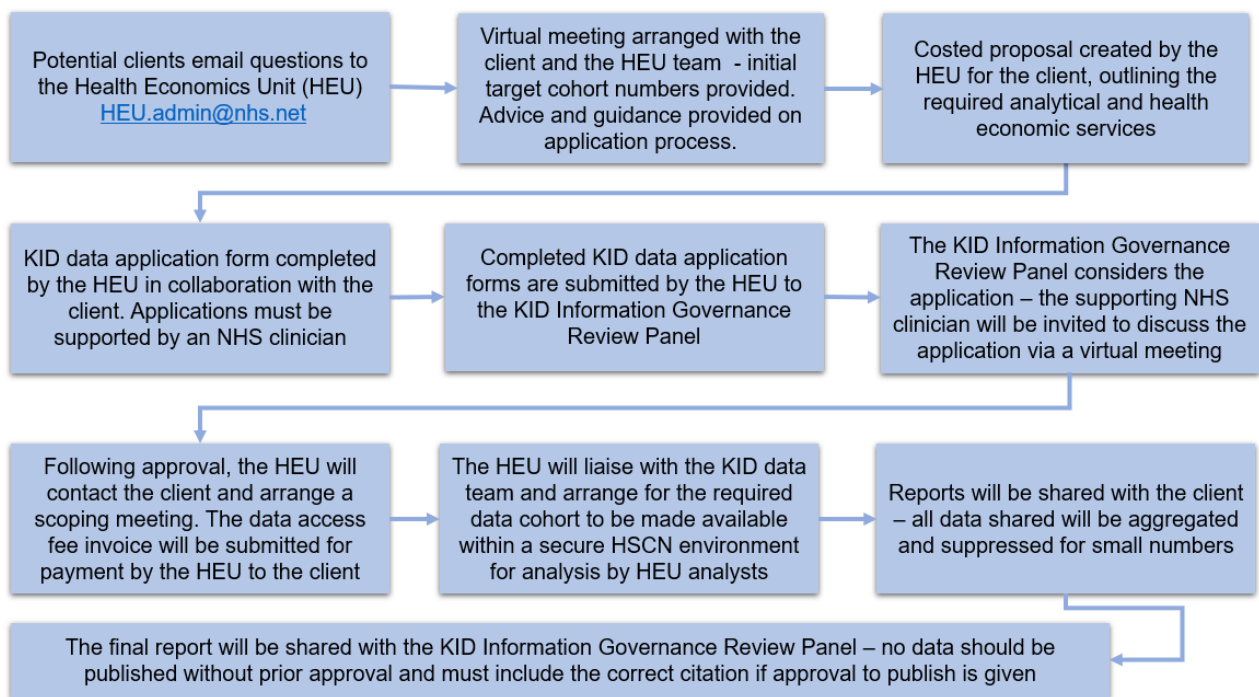 Potential clients email questions to
the Health Economics Unit (HEU)
HEU.admin@nhs.net
Virtual meeting arranged with the
client and the HEU team  - initial
target cohort numbers provided.
Advice and guidance provided on
application process.
Costed proposal created by the
HEU for the client, outlining the
required analytical and health
economic services
KID data application form completed
by the HEU in collaboration with the
client. Applications must be
supported by an NHS clinician
Completed KID data application
forms are submitted by the HEU to
the KID Information Governance
Review Panel
The KID Information Governance
Review Panel considers the
application – the supporting NHS
clinician will be invited to discuss the
application via a virtual meeting
Following approval, the HEU will
contact the client and arrange a
scoping meeting. The data access
fee invoice will be submitted for
payment by the HEU to the client
The HEU will liaise with the KID data
team and arrange for the required
data cohort to be made available
within a secure HSCN environment
for analysis by HEU analysts
Reports will be shared with the client
– all data shared will be aggregated
and suppressed for small numbers
The final report will be shared with the KID Information Governance Review Panel – no data should be
published without prior approval and must include the correct citation if approval to publish is given